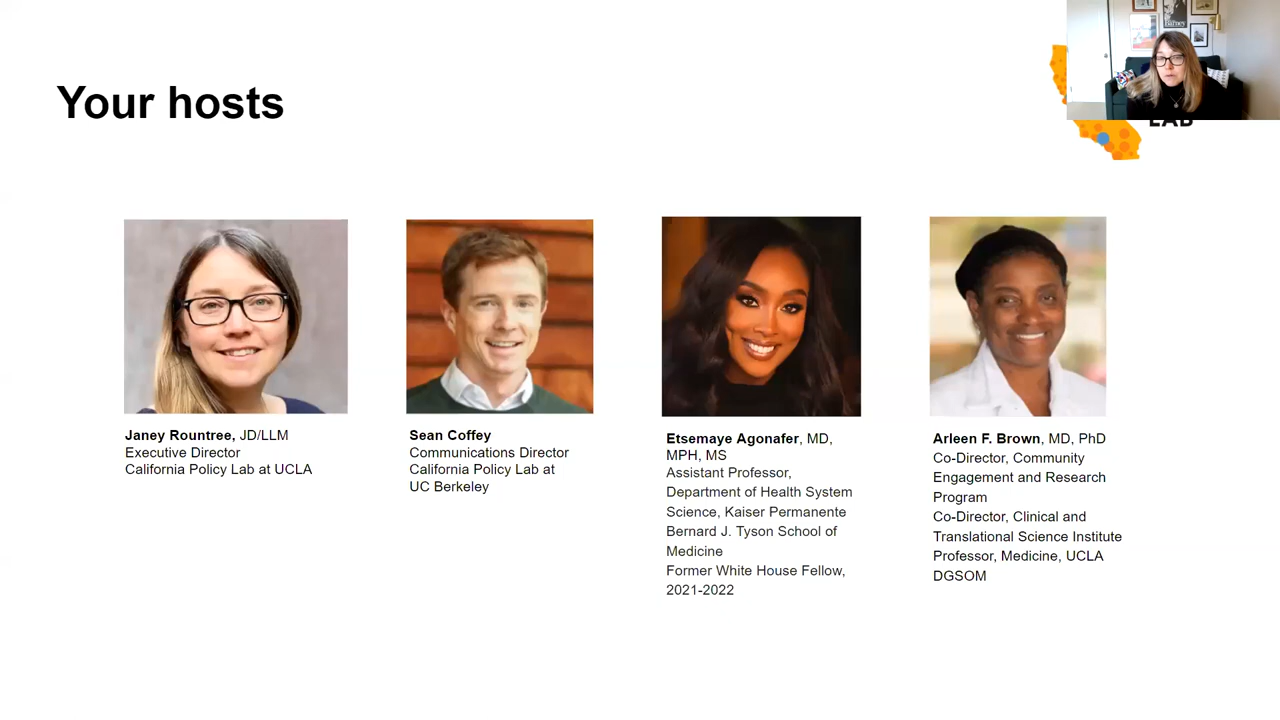 Your hosts
LAB
Janey Rountree, JD/LLM
Executive Director
California Policy Lab at UCLA
Sean Coffey
Communications Director
California Policy Lab at
UC Berkeley
Etsemaye Agonafer, MD,
MPH, MS
Assistant Professor,
Department of Health System
Science, Kaiser Permanente
Bernard J. Tyson School of
Medicine
Former White House Fellow,
2021-2022
Arleen F. Brown, MD, PhD
Co-Director, Community
Engagement and Research
Program
Co-Director, Clinical and
Translational Science Institute
Professor, Medicine, UCLA
DGSOM